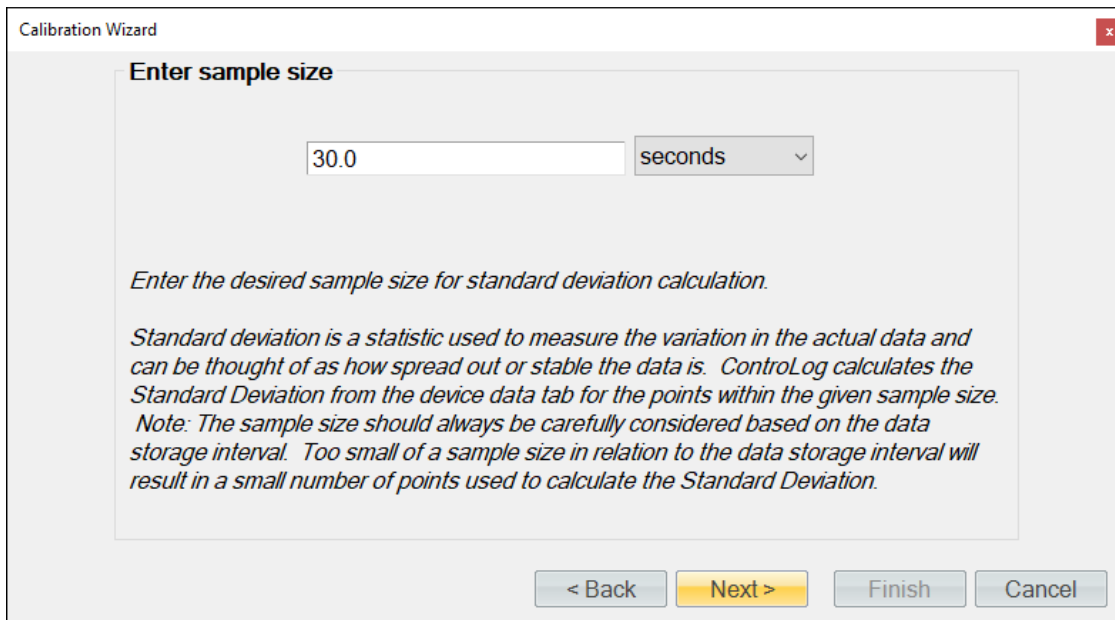 Calibration Wizard
x
Enter sample size
30.0
seconds
Enter the desired sample size for standard deviation calculation.
Standard deviation is a statistic used to measure the variation in the actual data and
can be thought of as how spread out or stable the data is.  ControLog calculates the
Standard Deviation from the device data tab for the points within the given sample size.
Note: The sample size should always be carefully considered based on the data
storage interval.  Too small of a sample size in relation to the data storage interval will
result in a small number of points used to calculate the Standard Deviation.
< Back
Next >
Finish
Cancel